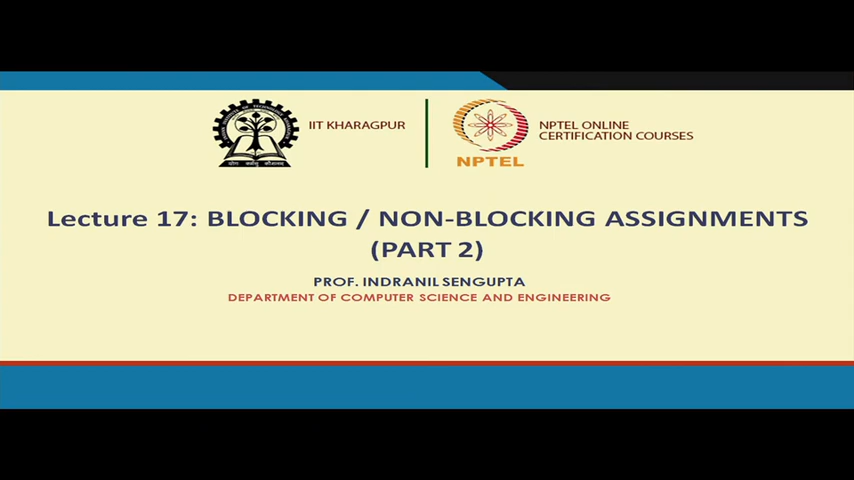 IIT KHARAGPUR
NPTEL
NPTEL ONLINE
CERTIFICATION COURSES
Lecture 17: BLOCKING / NON-BLOCKING ASSIGNMENTS
(PART 2)
PROF. INDRANIL SENGUPTA
DEPARTMENT OF COMPUTER SCIENCE AND ENGINEERING